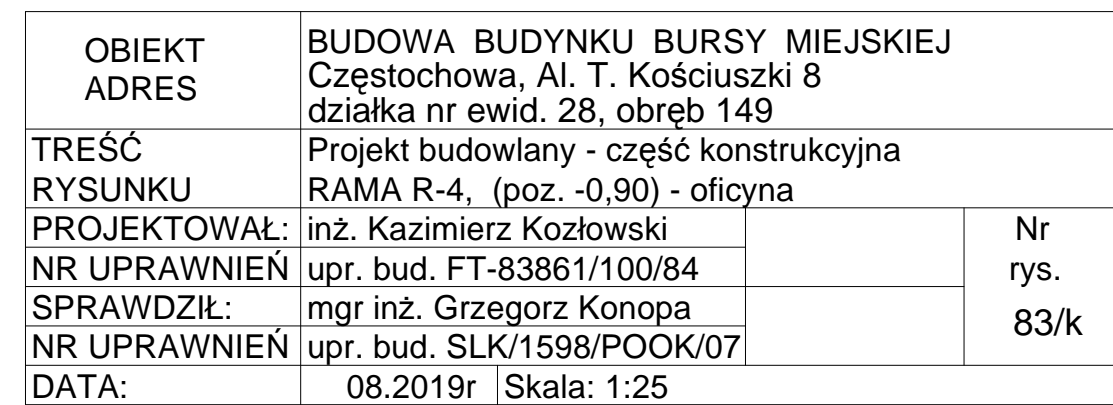 OBIEKT
ADRES
BUDOWA BUDYNKU BURSY MIEJSKIEJ
Częstochowa, Al. T. Kościuszki 8
działka nr ewid. 28, obręb 149
TREŚĆ
RYSUNKU
Projekt budowlany - część konstrukcyjna
RAMA R-4, (poz. -0,90) - oficyna
PROJEKTOWAŁ: inż. Kazimierz Kozłowski
NR UPRAWNIEŃ upr. bud. FT-83861/100/84
SPRAWDZIŁ: mgr inż. Grzegorz Konopa
NR UPRAWNIEŃ upr. bud. SLK/1598/POOK/07
Nr
rys.
83/k
DATA: 08.2019r Skala: 1:25